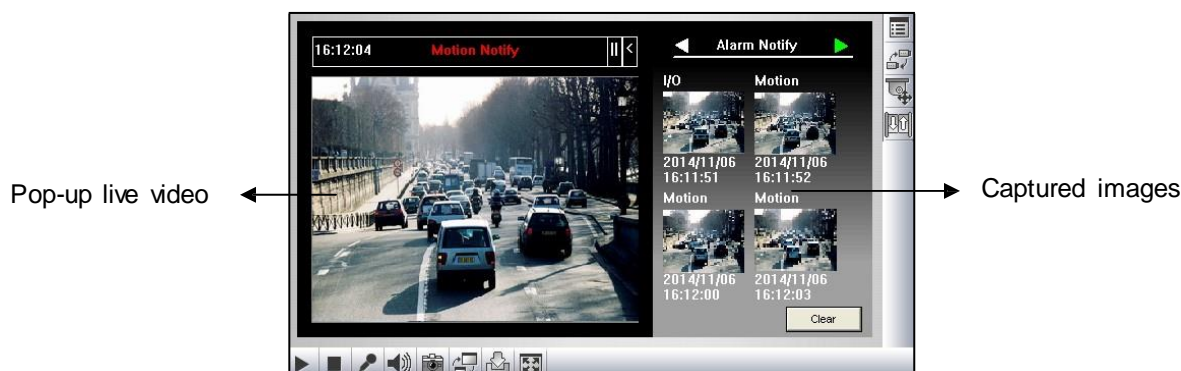 16:12:04 Motion Notify || <
Alarm Notify
I/O Motion
2014/11/06 2014/11/06
16:11:51 16:11:52
Pop-up live video
Captured images
Motion Motion
2014/11/06 2014/11/06
16:12:00 16:12:03
Clear